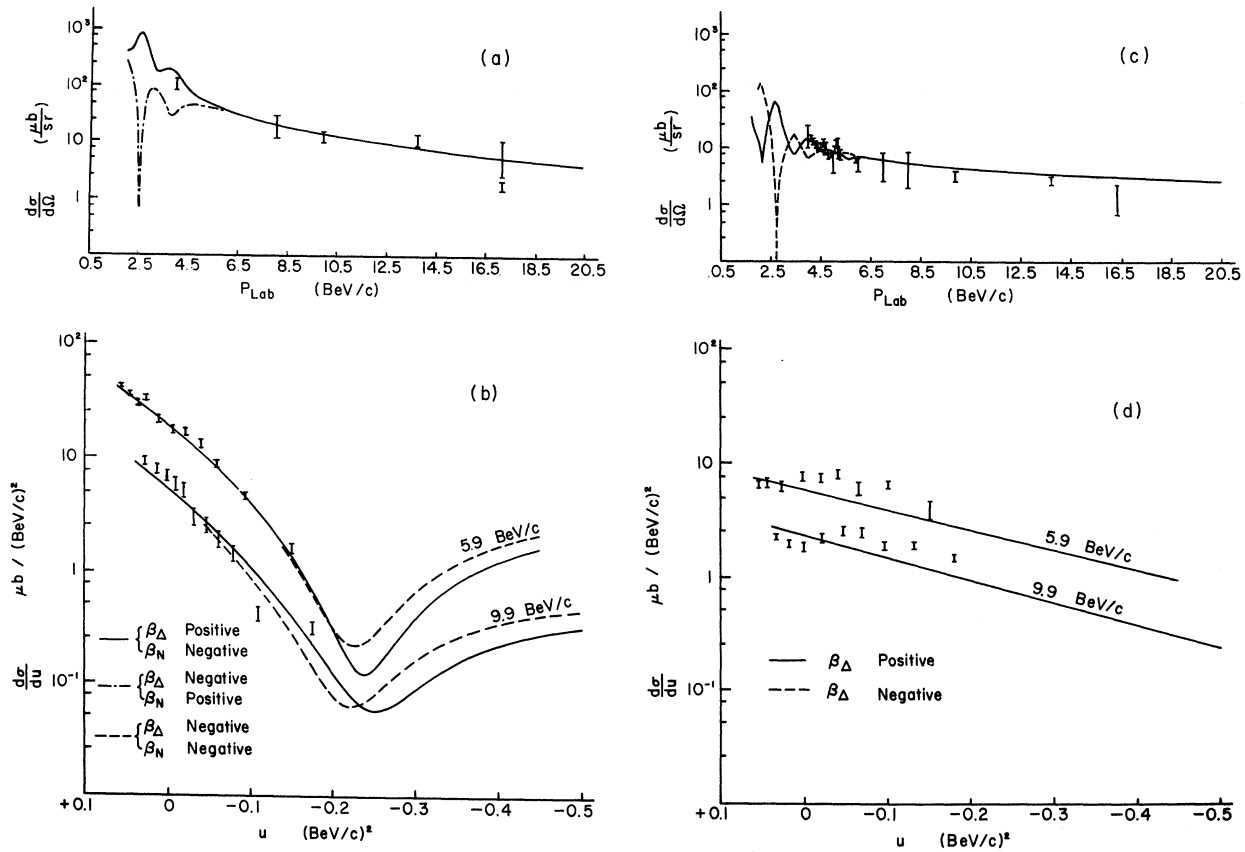 (a)
10³
10²
10
1
dσ/dΩ (μb/sr)
0.5 2.5 4.5 6.5 8.5 10.5 12.5 14.5 16.5 18.5 20.5
P_Lab (BeV/c)
(c)
10³
10²
10
1
dσ/dΩ (μb/sr)
.0.5 2.5 4.5 6.5 8.5 10.5 12.5 14.5 16.5 18.5 20.5
P_Lab (BeV/c)
(b)
10²
10
1
10⁻¹
dσ/du μb / (BeV/c)²
5.9 BeV/c
9.9 BeV/c
β_Δ Positive
β_N Negative
β_Δ Negative
β_N Positive
β_Δ Negative
β_N Negative
+0.1 0 -0.1 -0.2 -0.3 -0.4 -0.5
u (BeV/c)²
(d)
10²
10
1
10⁻¹
dσ/du μb / (BeV/c)²
5.9 BeV/c
9.9 BeV/c
β_Δ Positive
β_Δ Negative
+0.1 0 -0.1 -0.2 -0.3 -0.4 -0.5
u (BeV/c)²